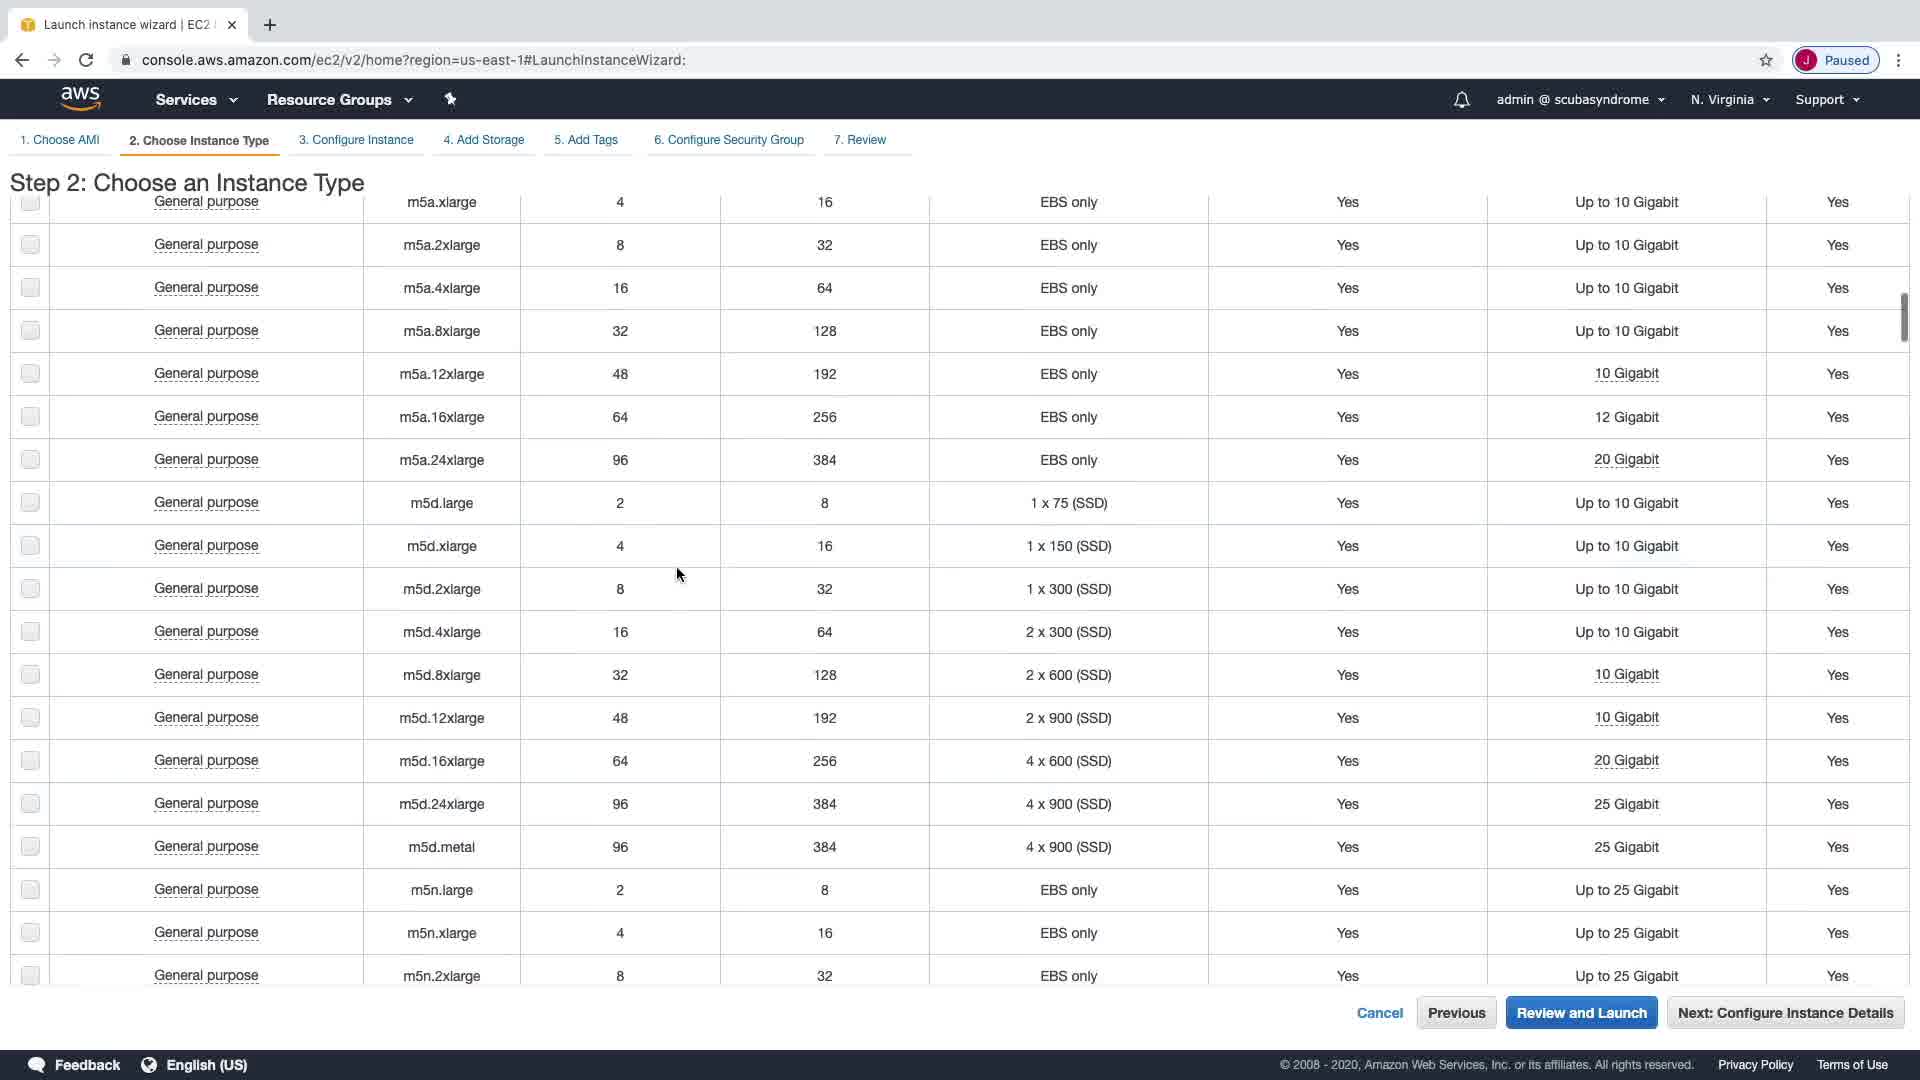 Launch instance wizard | EC2
console.aws.amazon.com/ec2/v2/home?region=us-east-1#LaunchInstanceWizard:
J Paused
aws Services Resource Groups admin @ scubasyndrome N. Virginia Support
1. Choose AMI 2. Choose Instance Type 3. Configure Instance 4. Add Storage 5. Add Tags 6. Configure Security Group 7. Review
Step 2: Choose an Instance Type
General purpose m5a.xlarge 4 16 EBS only Yes Up to 10 Gigabit Yes
General purpose m5a.2xlarge 8 32 EBS only Yes Up to 10 Gigabit Yes
General purpose m5a.4xlarge 16 64 EBS only Yes Up to 10 Gigabit Yes
General purpose m5a.8xlarge 32 128 EBS only Yes Up to 10 Gigabit Yes
General purpose m5a.12xlarge 48 192 EBS only Yes 10 Gigabit Yes
General purpose m5a.16xlarge 64 256 EBS only Yes 12 Gigabit Yes
General purpose m5a.24xlarge 96 384 EBS only Yes 20 Gigabit Yes
General purpose m5d.large 2 8 1 x 75 (SSD) Yes Up to 10 Gigabit Yes
General purpose m5d.xlarge 4 16 1 x 150 (SSD) Yes Up to 10 Gigabit Yes
General purpose m5d.2xlarge 8 32 1 x 300 (SSD) Yes Up to 10 Gigabit Yes
General purpose m5d.4xlarge 16 64 2 x 300 (SSD) Yes Up to 10 Gigabit Yes
General purpose m5d.8xlarge 32 128 2 x 600 (SSD) Yes 10 Gigabit Yes
General purpose m5d.12xlarge 48 192 2 x 900 (SSD) Yes 10 Gigabit Yes
General purpose m5d.16xlarge 64 256 4 x 600 (SSD) Yes 20 Gigabit Yes
General purpose m5d.24xlarge 96 384 4 x 900 (SSD) Yes 25 Gigabit Yes
General purpose m5d.metal 96 384 4 x 900 (SSD) Yes 25 Gigabit Yes
General purpose m5n.large 2 8 EBS only Yes Up to 25 Gigabit Yes
General purpose m5n.xlarge 4 16 EBS only Yes Up to 25 Gigabit Yes
General purpose m5n.2xlarge 8 32 EBS only Yes Up to 25 Gigabit Yes
Cancel Previous Review and Launch Next: Configure Instance Details
Feedback English (US) © 2008 - 2020, Amazon Web Services, Inc. or its affiliates. All rights reserved. Privacy Policy Terms of Use